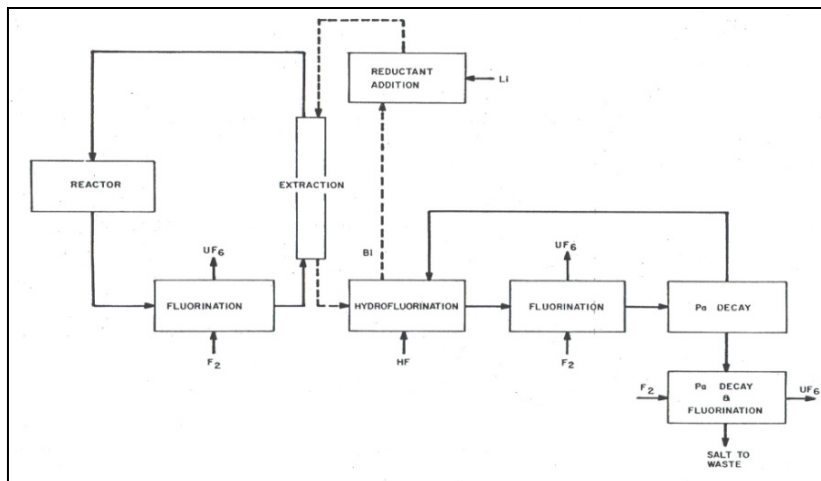 REDUCTANT
ADDITION
Li
REACTOR
EXTRACTION
UF6
Bi
UF6
FLUORINATION
HYDROFLUORINATION
FLUORINATION
Pa DECAY
F2
HF
F2
F2
Pa DECAY
&
FLUORINATION
UF6
SALT TO
WASTE